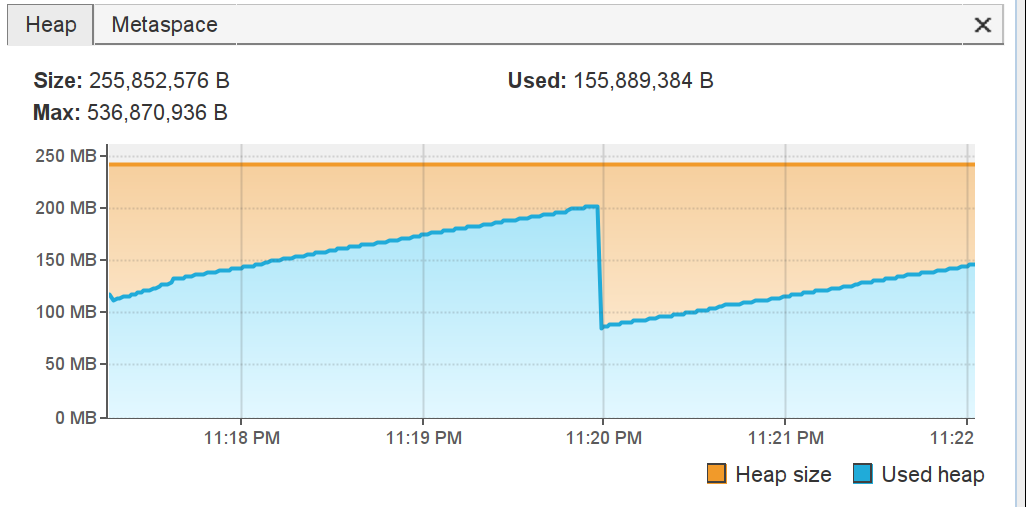 Heap Metaspace
Size: 255,852,576 B Used: 155,889,384 B
Max: 536,870,936 B
250 MB
200 MB
150 MB
100 MB
50 MB
0 MB
11:18 PM 11:19 PM 11:20 PM 11:21 PM 11:22
Heap size Used heap